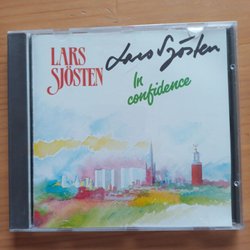 LARS
SJÖSTEN
Lars Sjösten
In
confidence